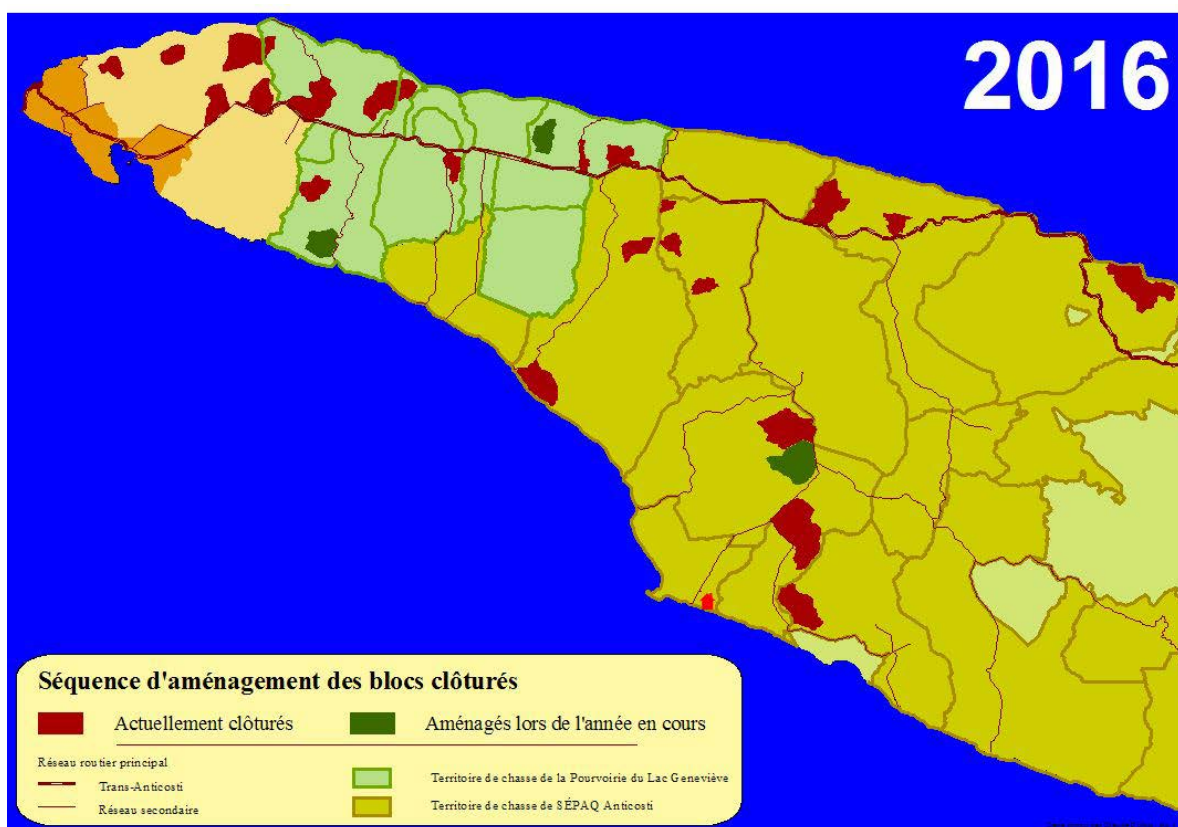 2016
Séquence d'aménagement des blocs clôturés
Actuellement clôturés
Aménagés lors de l'année en cours
Réseau routier principal
Trans-Anticosti
Réseau secondaire
Territoire de chasse de la Pourvoirie du Lac Geneviève
Territoire de chasse de SÉPAQ Anticosti